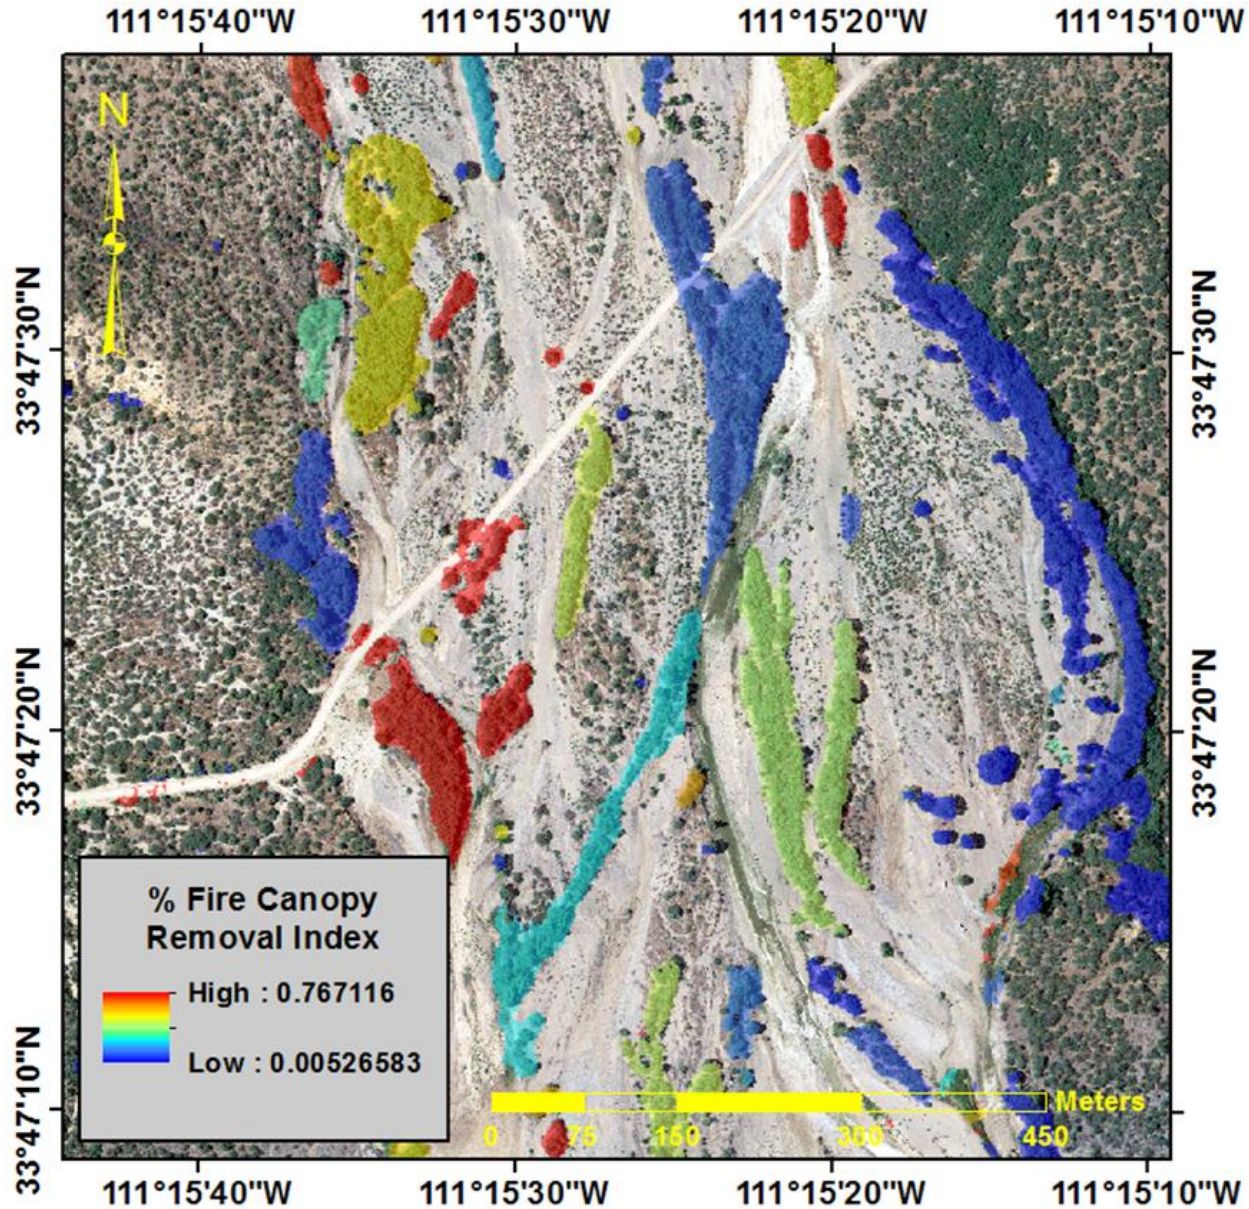 111°15'40"W 111°15'30"W 111°15'20"W 111°15'10"W
N
33°47'30"N 33°47'30"N
33°47'20"N 33°47'20"N
% Fire Canopy
Removal Index
High : 0.767116
Low : 0.00526583
33°47'10"N 33°47'10"N
Meters
0 75 150 300 450
111°15'40"W 111°15'30"W 111°15'20"W 111°15'10"W